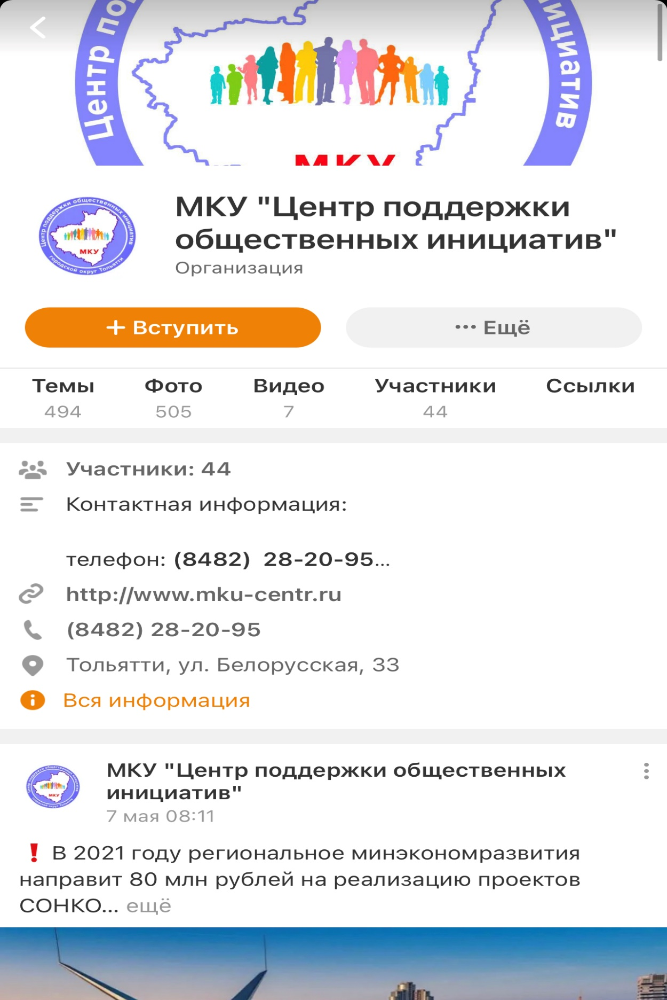 Центр по
ициатив
МКУ
МКУ "Центр поддержки
общественных инициатив"
Организация
Центр поддержки общественных инициатив
МКУ
городской округ Тольятти
+ Вступить
··· Ещё
Темы Фото Видео Участники Ссылки
494 505 7 44
Участники: 44
Контактная информация:
телефон: (8482) 28-20-95...
http://www.mku-centr.ru
(8482) 28-20-95
Тольятти, ул. Белорусская, 33
Вся информация
МКУ "Центр поддержки общественных
инициатив"
7 мая 08:11
Центр поддержки общественных инициатив
МКУ
городской округ Тольятти
❗ В 2021 году региональное минэкономразвития
направит 80 млн рублей на реализацию проектов
СОНКО... ещё